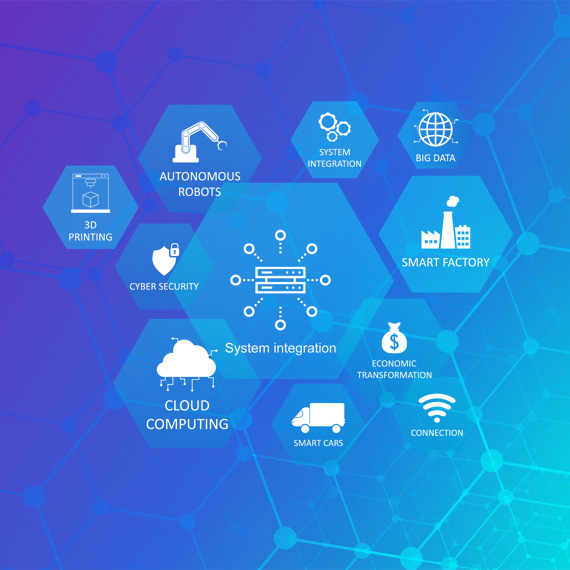 SYSTEM
INTEGRATION
BIG DATA
AUTONOMOUS
ROBOTS
3D
PRINTING
SMART FACTORY
CYBER SECURITY
System integration
ECONOMIC
TRANSFORMATION
CLOUD
COMPUTING
SMART CARS
CONNECTION
$